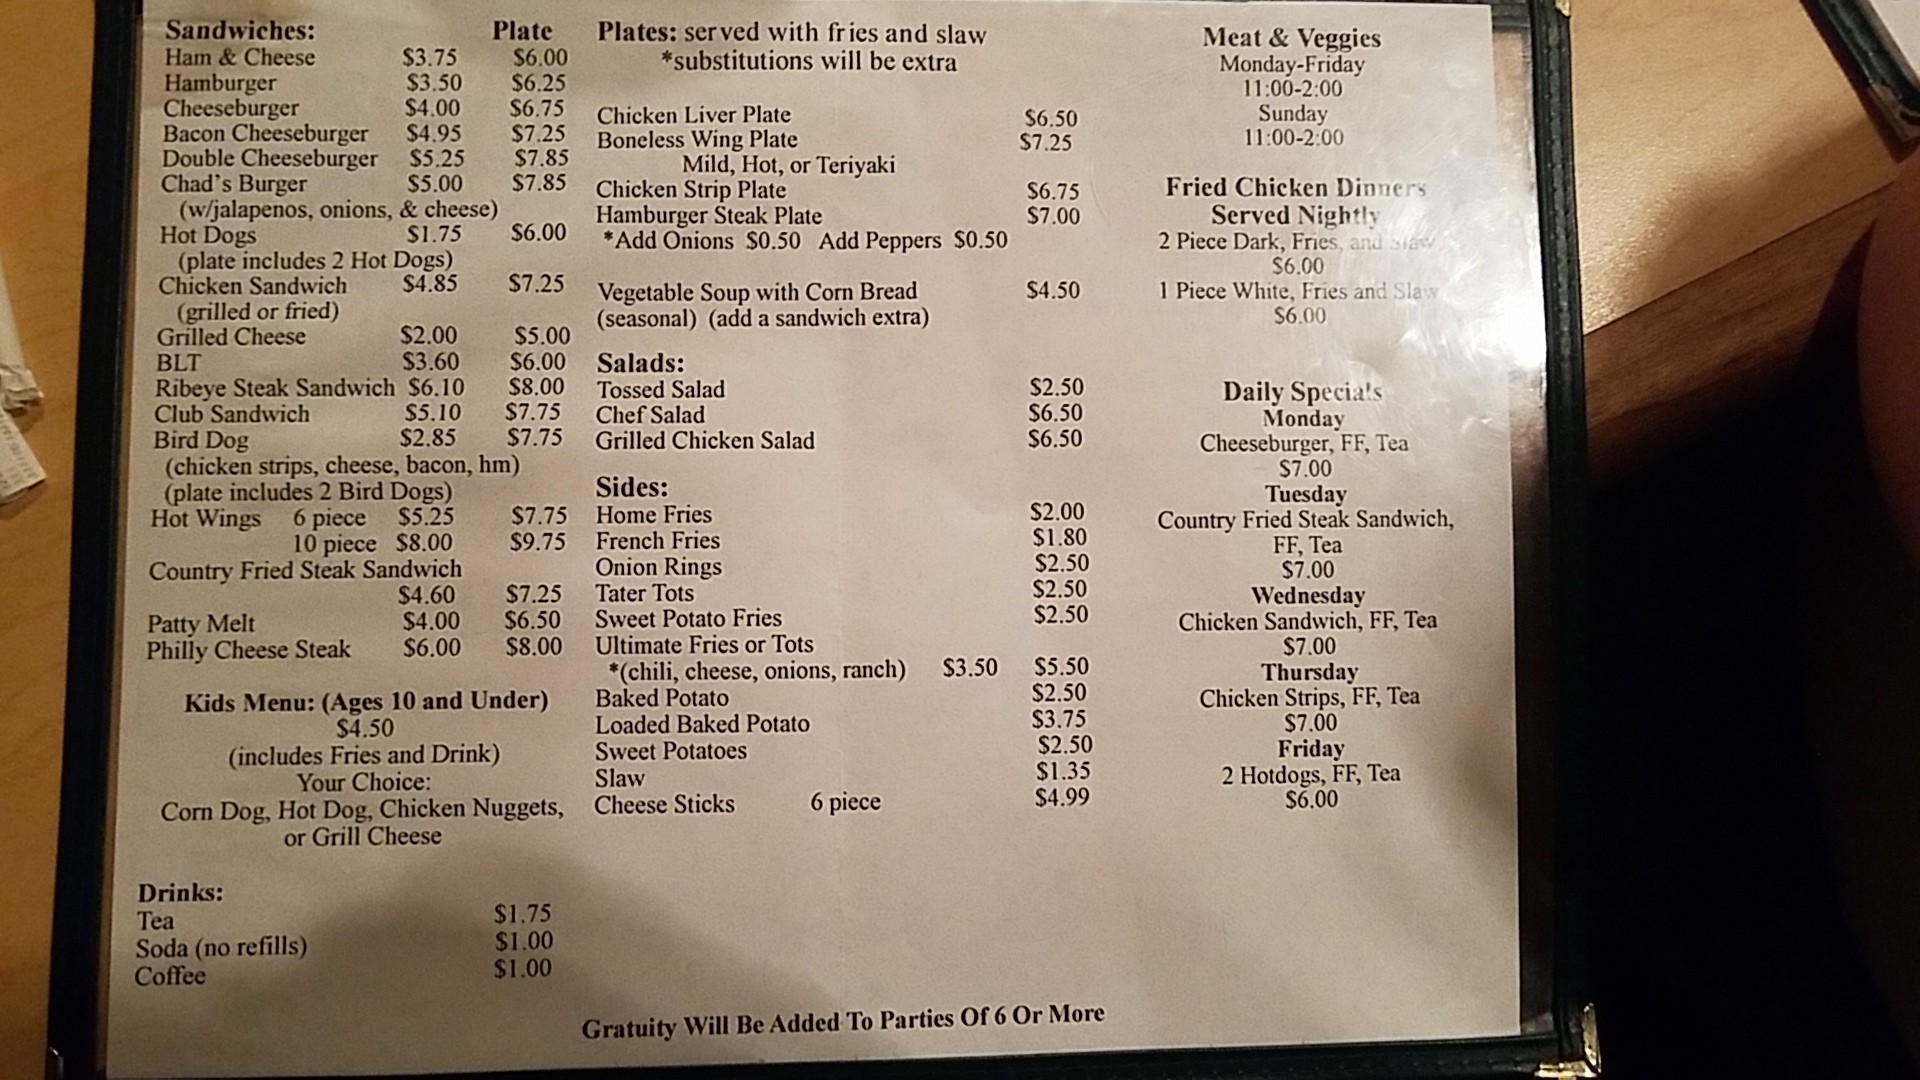 Sandwiches: Plate
Ham & Cheese $3.75 $6.00
Hamburger $3.50 $6.25
Cheeseburger $4.00 $6.75
Bacon Cheeseburger $4.95 $7.25
Double Cheeseburger $5.25 $7.85
Chad's Burger $5.00 $7.85
(w/jalapenos, onions, & cheese)
Hot Dogs $1.75 $6.00
(plate includes 2 Hot Dogs)
Chicken Sandwich $4.85 $7.25
(grilled or fried)
Grilled Cheese $2.00 $5.00
BLT $3.60 $6.00
Ribeye Steak Sandwich $6.10 $8.00
Club Sandwich $5.10 $7.75
Bird Dog $2.85 $7.75
(chicken strips, cheese, bacon, hm)
(plate includes 2 Bird Dogs)
Hot Wings 6 piece $5.25 $7.75
10 piece $8.00 $9.75
Country Fried Steak Sandwich
$4.60 $7.25
Patty Melt $4.00 $6.50
Philly Cheese Steak $6.00 $8.00
Kids Menu: (Ages 10 and Under)
$4.50
(includes Fries and Drink)
Your Choice:
Corn Dog, Hot Dog, Chicken Nuggets,
or Grill Cheese
Drinks:
Tea $1.75
Soda (no refills) $1.00
Coffee $1.00
Plates: served with fries and slaw
*substitutions will be extra
Chicken Liver Plate $6.50
Boneless Wing Plate $7.25
Mild, Hot, or Teriyaki
Chicken Strip Plate $6.75
Hamburger Steak Plate $7.00
*Add Onions $0.50 Add Peppers $0.50
Vegetable Soup with Corn Bread $4.50
(seasonal) (add a sandwich extra)
Salads:
Tossed Salad $2.50
Chef Salad $6.50
Grilled Chicken Salad $6.50
Sides:
Home Fries $2.00
French Fries $1.80
Onion Rings $2.50
Tater Tots $2.50
Sweet Potato Fries $2.50
Ultimate Fries or Tots
*(chili, cheese, onions, ranch) $3.50 $5.50
Baked Potato $2.50
Loaded Baked Potato $3.75
Sweet Potatoes $2.50
Slaw $1.35
Cheese Sticks 6 piece $4.99
Meat & Veggies
Monday-Friday
11:00-2:00
Sunday
11:00-2:00
Fried Chicken Dinners
Served Nightly
2 Piece Dark, Fries, and Slaw
$6.00
1 Piece White, Fries and Slaw
$6.00
Daily Specials
Monday
Cheeseburger, FF, Tea
$7.00
Tuesday
Country Fried Steak Sandwich,
FF, Tea
$7.00
Wednesday
Chicken Sandwich, FF, Tea
$7.00
Thursday
Chicken Strips, FF, Tea
$7.00
Friday
2 Hotdogs, FF, Tea
$6.00
Gratuity Will Be Added To Parties Of 6 Or More